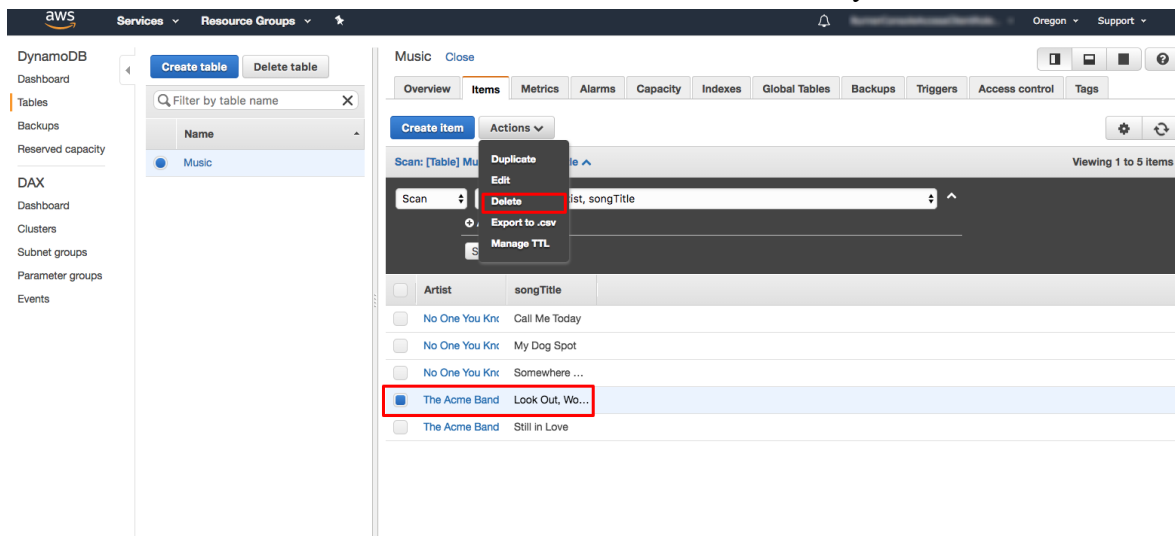 aws Services Resource Groups Oregon Support
DynamoDB
Dashboard
Tables
Backups
Reserved capacity
DAX
Dashboard
Clusters
Subnet groups
Parameter groups
Events
Create table Delete table
Filter by table name X
Name
Music
Music Close
Overview Items Metrics Alarms Capacity Indexes Global Tables Backups Triggers Access control Tags
Create item Actions
Duplicate
Edit
Delete
Export to .csv
Manage TTL
Scan: [Table] Viewing 1 to 5 items
Scan songTitle
Artist songTitle
No One You Call Me Today
No One You My Dog Spot
No One You Somewhere ...
The Acme Band Look Out, Wo...
The Acme Band Still in Love